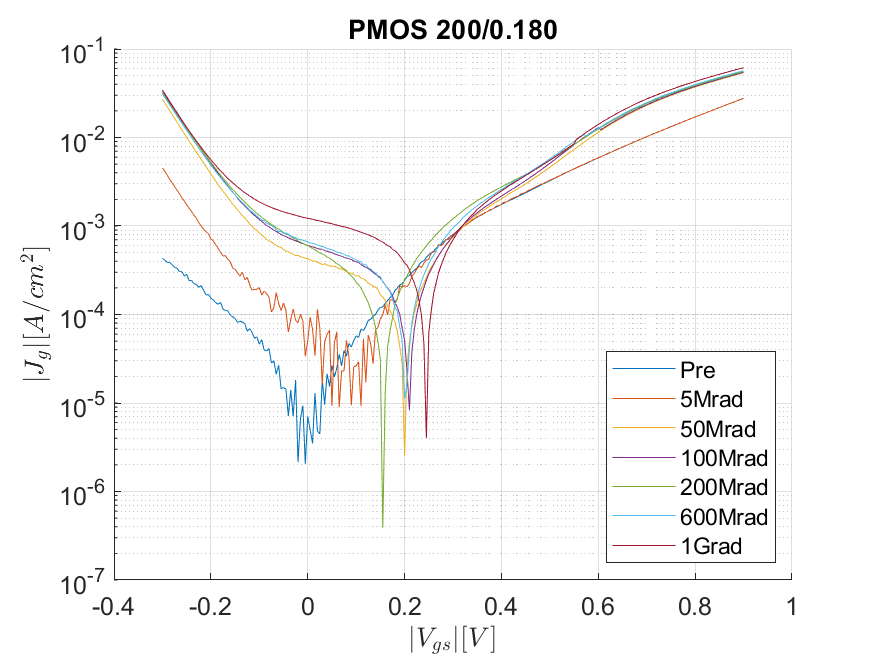 PMOS 200/0.180
10^-1
10^-2
10^-3
10^-4
10^-5
10^-6
10^-7
|J_g|[A/cm^2]
Pre
5Mrad
50Mrad
100Mrad
200Mrad
600Mrad
1Grad
-0.4 -0.2 0 0.2 0.4 0.6 0.8 1
|V_gs|[V]